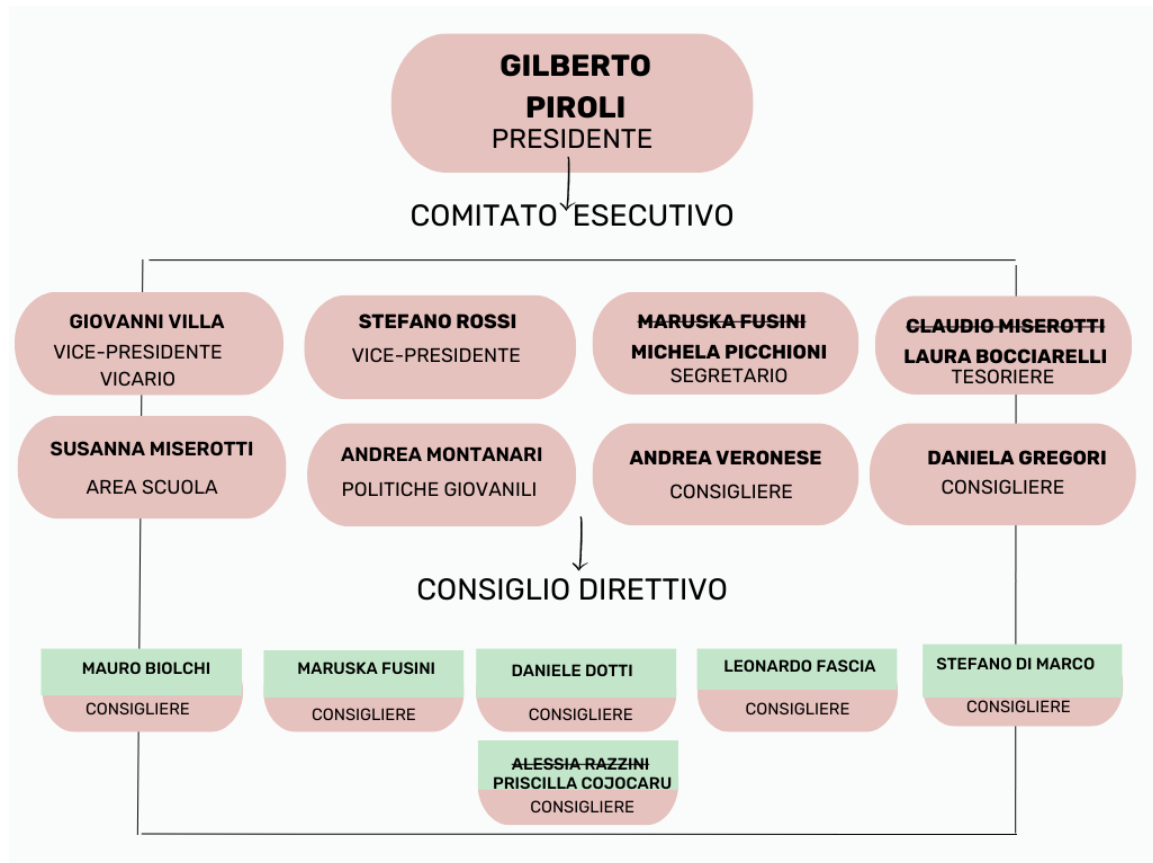 GILBERTO
PIROLI
PRESIDENTE
COMITATO ESECUTIVO
GIOVANNI VILLA
VICE-PRESIDENTE
VICARIO
STEFANO ROSSI
VICE-PRESIDENTE
MARUSKA FUSINI
MICHELA PICCHIONI
SEGRETARIO
CLAUDIO MISEROTTI
LAURA BOCCIARELLI
TESORIERE
SUSANNA MISEROTTI
AREA SCUOLA
ANDREA MONTANARI
POLITICHE GIOVANILI
ANDREA VERONESE
CONSIGLIERE
DANIELA GREGORI
CONSIGLIERE
CONSIGLIO DIRETTIVO
MAURO BIOLCHI
CONSIGLIERE
MARUSKA FUSINI
CONSIGLIERE
DANIELE DOTTI
CONSIGLIERE
LEONARDO FASCIA
CONSIGLIERE
STEFANO DI MARCO
CONSIGLIERE
ALESSIA RAZZINI
PRISCILLA COJOCARU
CONSIGLIERE